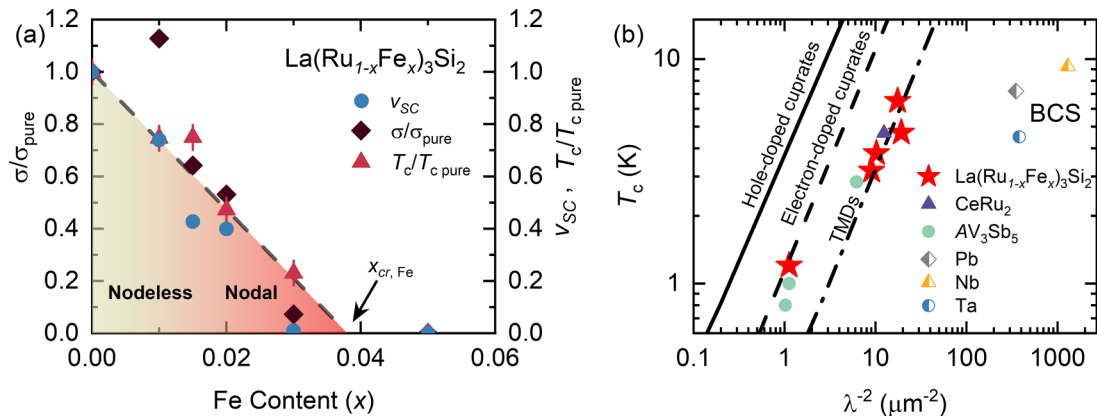 (a)
La(Ru1-xFex)3Si2
vSC
σ/σpure
Tc/Tc pure
Nodeless
Nodal
xcr, Fe
σ/σpure
1.2
1.0
0.8
0.6
0.4
0.2
0.0
0.00
0.02
0.04
0.06
Fe Content (x)
1.2
1.0
0.8
0.6
0.4
0.2
0.0
vSC , Tc/Tc pure
(b)
Tc (K)
10
1
Hole-doped cuprates
Electron-doped cuprates
TMDs
BCS
La(Ru1-xFex)3Si2
CeRu2
AV3Sb5
Pb
Nb
Ta
0.1
1
10
100
1000
λ-2 (μm-2)